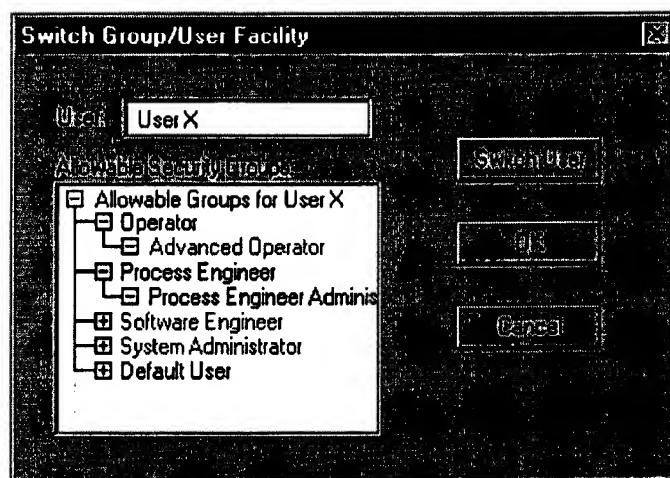 Switch Group/User Facility
User: User X
Allowable Security Groups:
Allowable Groups for User X
Operator
Advanced Operator
Process Engineer
Process Engineer Adminis
Software Engineer
System Administrator
Default User
Switch User
OK
Cancel